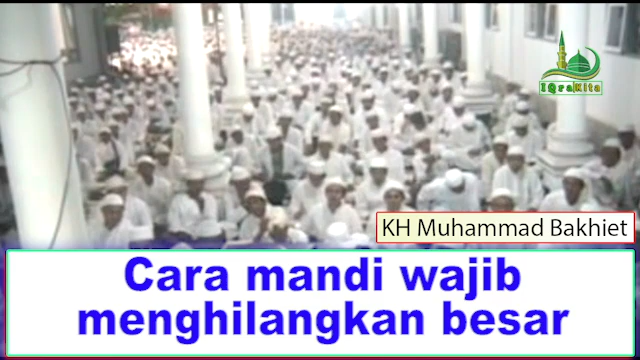 IQraKita
KH Muhammad Bakhiet
Cara mandi wajib
menghilangkan besar